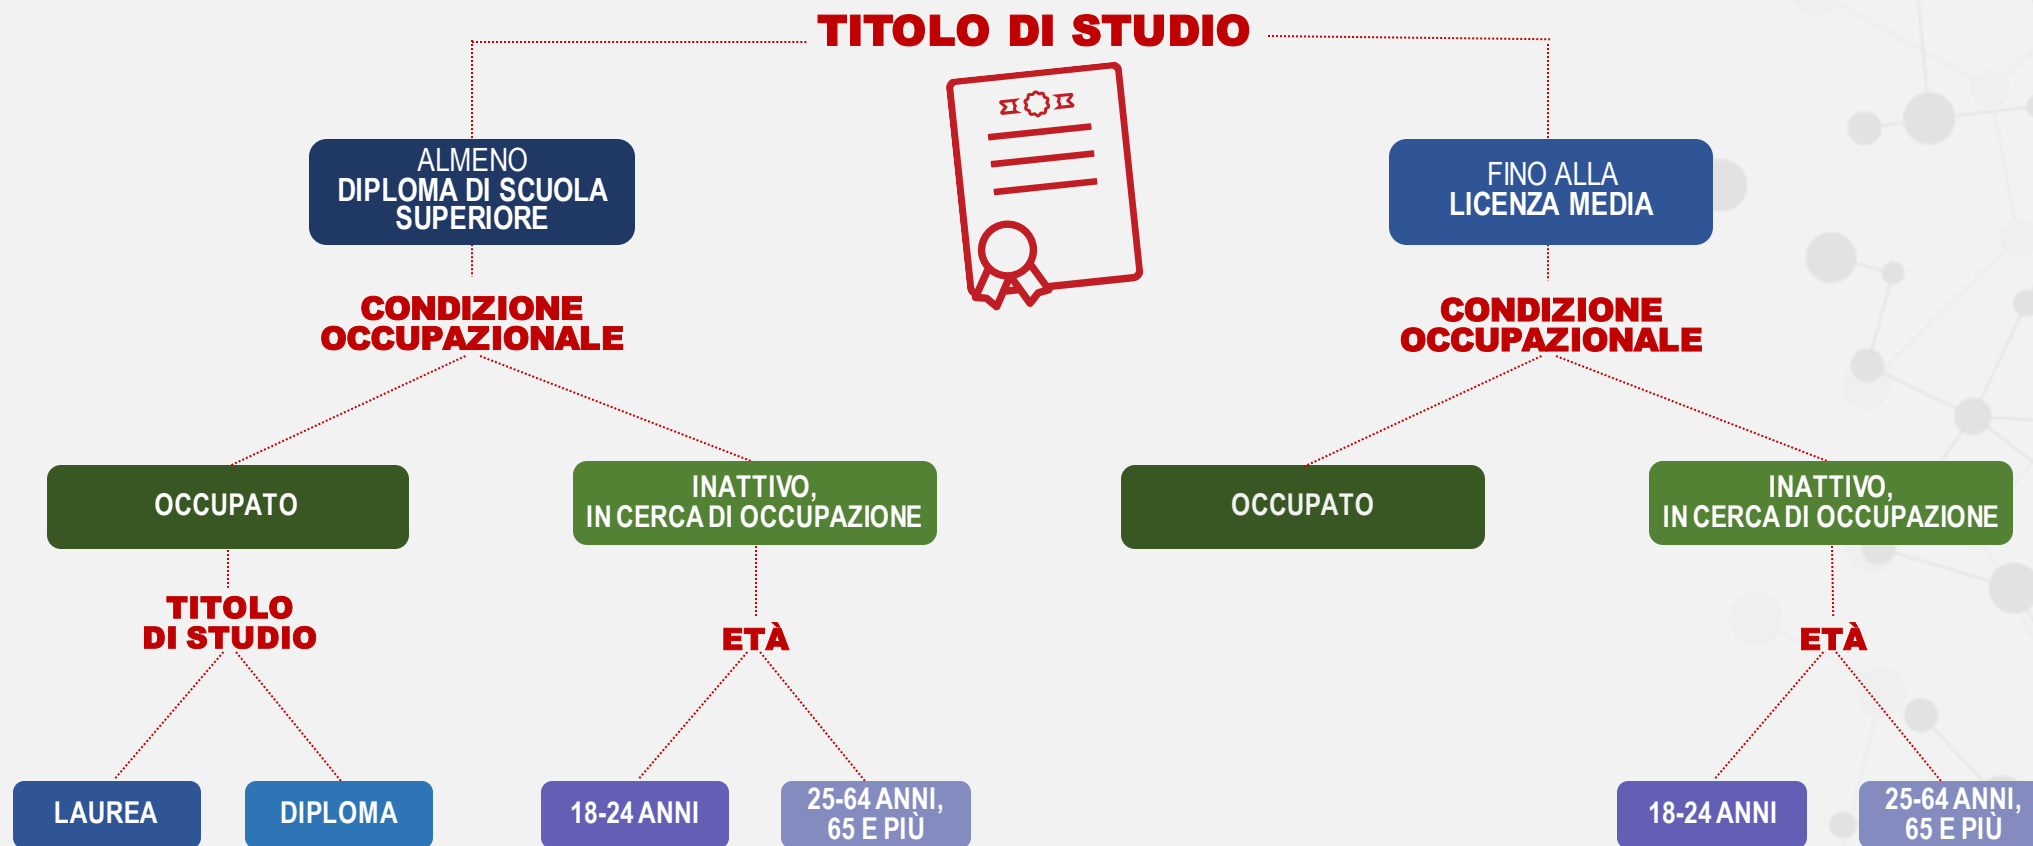 TITOLO DI STUDIO
ALMENO
DIPLOMA DI SCUOLA
SUPERIORE
FINO ALLA
LICENZA MEDIA
CONDIZIONE
OCCUPAZIONALE
CONDIZIONE
OCCUPAZIONALE
OCCUPATO
INATTIVO,
IN CERCA DI OCCUPAZIONE
OCCUPATO
INATTIVO,
IN CERCA DI OCCUPAZIONE
TITOLO
DI STUDIO
ETÀ
ETÀ
LAUREA
DIPLOMA
18-24 ANNI
25-64 ANNI,
65 E PIÙ
18-24 ANNI
25-64 ANNI,
65 E PIÙ